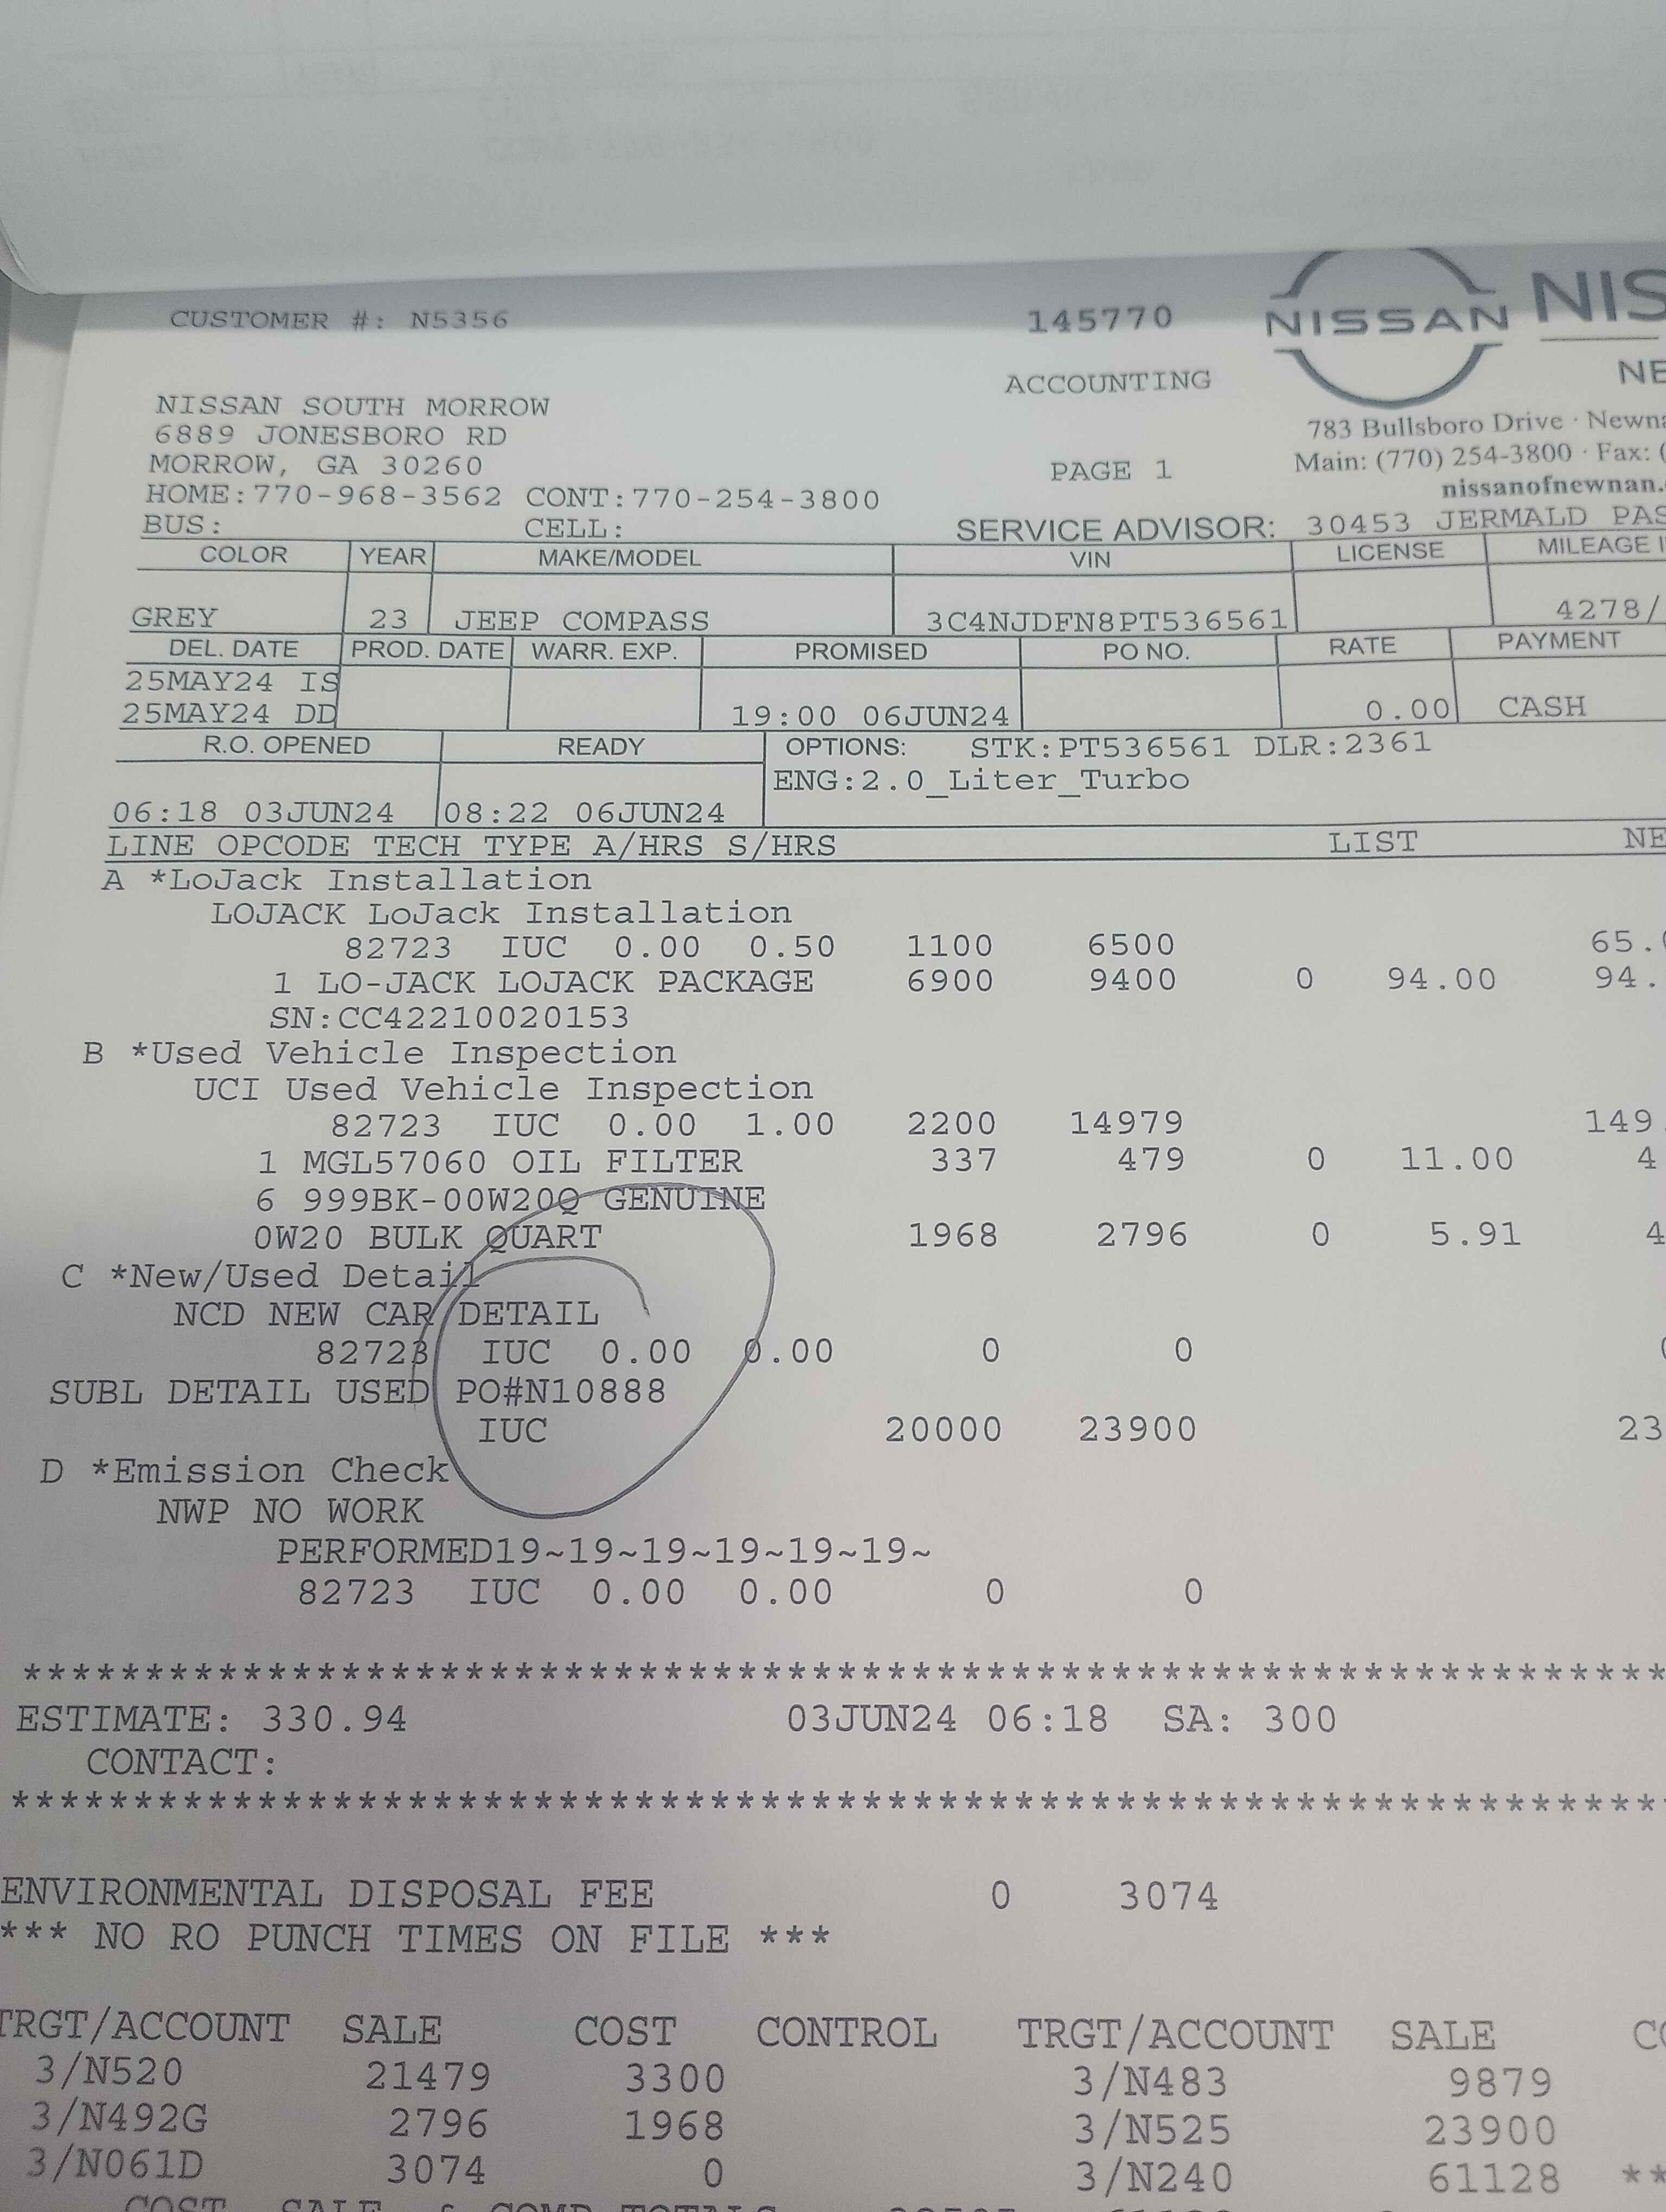 CUSTOMER #: N5356
145770
NISSAN
ACCOUNTING
NISSAN SOUTH MORROW
6889 JONESBORO RD
783 Bullsboro Drive ·
MORROW, GA 30260
PAGE 1
Main: (770) 254-3800 · Fax:
HOME:770-968-3562 CONT:770-254-3800
nissanofnewnan.
BUS: CELL:
SERVICE ADVISOR: 30453 JERMALD
COLOR YEAR MAKE/MODEL VIN LICENSE MILEAGE
GREY 23 JEEP COMPASS 3C4NJDFN8PT536561 4278/
DEL. DATE PROD. DATE WARR. EXP. PROMISED PO NO. RATE PAYMENT
25MAY24 IS
25MAY24 DD 19:00 06JUN24 0.00 CASH
R.O. OPENED READY OPTIONS: STK:PT536561 DLR:2361
ENG:2.0_Liter_Turbo
06:18 03JUN24 08:22 06JUN24
LINE OPCODE TECH TYPE A/HRS S/HRS LIST
A *LoJack Installation
LOJACK LoJack Installation
82723 IUC 0.00 0.50 1100 6500 65.
1 LO-JACK LOJACK PACKAGE 6900 9400 0 94.00 94.
SN:CC42210020153
B *Used Vehicle Inspection
UCI Used Vehicle Inspection
82723 IUC 0.00 1.00 2200 14979 149
1 MGL57060 OIL FILTER 337 479 0 11.00 4
6 999BK-00W20Q GENUINE
0W20 BULK QUART 1968 2796 0 5.91 4
C *New/Used Detail
NCD NEW CAR DETAIL
82723 IUC 0.00 0.00 0 0
SUBL DETAIL USED PO#N10888
IUC 20000 23900 23
D *Emission Check
NWP NO WORK
PERFORMED19~19~19~19~19~19~
82723 IUC 0.00 0.00 0 0
ESTIMATE: 330.94 03JUN24 06:18 SA: 300
CONTACT:
ENVIRONMENTAL DISPOSAL FEE 0 3074
*** NO RO PUNCH TIMES ON FILE ***
TRGT/ACCOUNT SALE COST CONTROL TRGT/ACCOUNT SALE
3/N520 21479 3300 3/N483 9879
3/N492G 2796 1968 3/N525 23900
3/N061D 3074 0 3/N240 61128 **